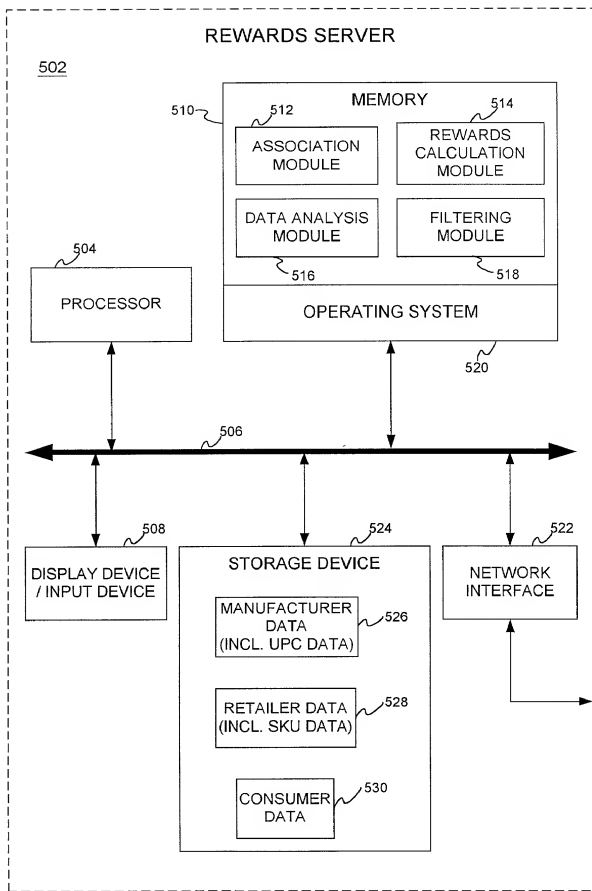 REWARDS SERVER
502
MEMORY
510
512
514
ASSOCIATION
MODULE
REWARDS
CALCULATION
MODULE
DATA ANALYSIS
MODULE
FILTERING
MODULE
516
518
504
PROCESSOR
OPERATING SYSTEM
520
506
508
524
522
DISPLAY DEVICE
/ INPUT DEVICE
STORAGE DEVICE
NETWORK
INTERFACE
MANUFACTURER
DATA
(INCL. UPC DATA)
526
RETAILER DATA
(INCL. SKU DATA)
528
CONSUMER
DATA
530